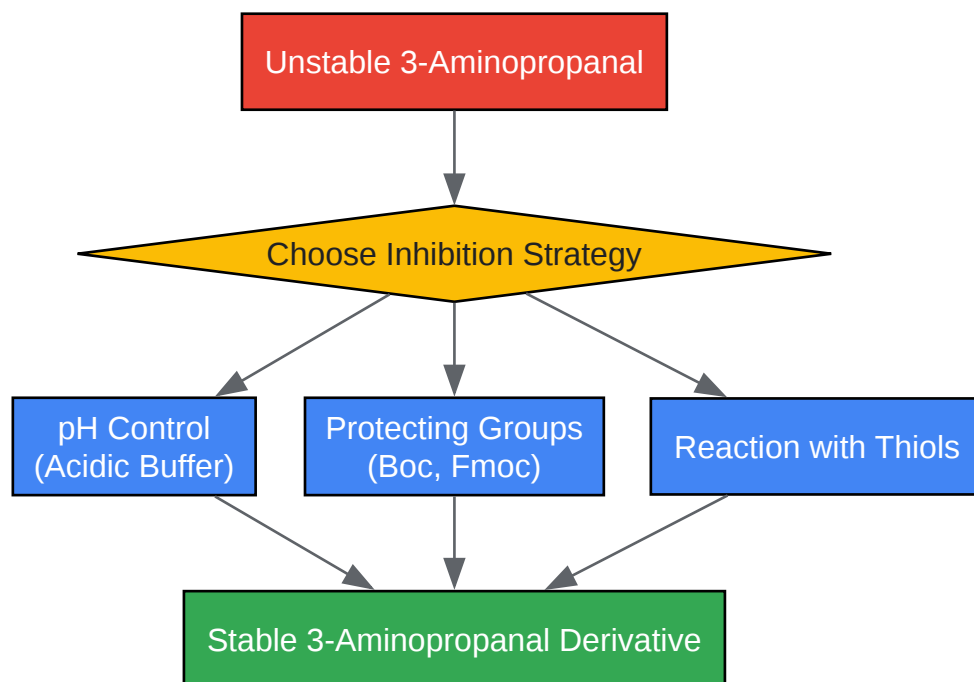 Unstable 3-Aminopropanal
Choose Inhibition Strategy
pH Control
(Acidic Buffer)
Protecting Groups
(Boc, Fmoc)
Reaction with Thiols
Stable 3-Aminopropanal Derivative